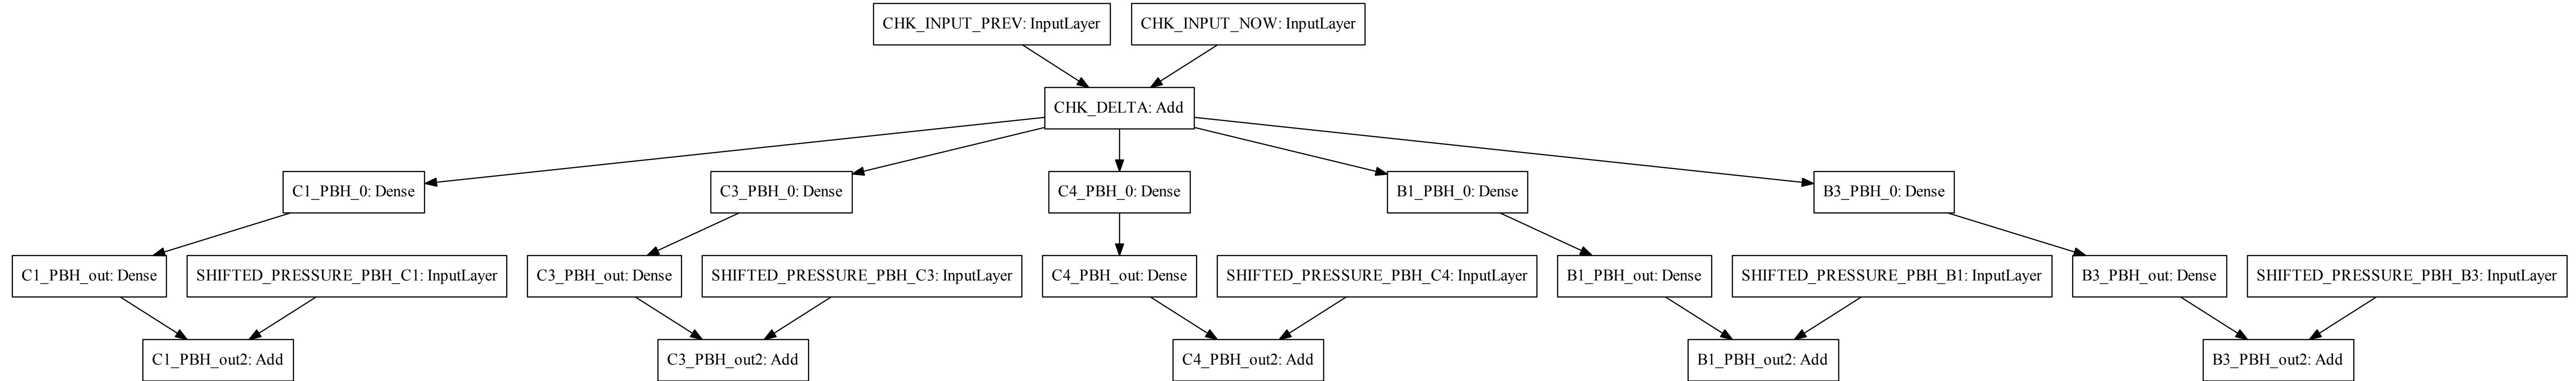 CHK_INPUT_PREV: InputLayer
CHK_INPUT_NOW: InputLayer
CHK_DELTA: Add
C1_PBH_0: Dense
C3_PBH_0: Dense
C4_PBH_0: Dense
B1_PBH_0: Dense
B3_PBH_0: Dense
C1_PBH_out: Dense
SHIFTED_PRESSURE_PBH_C1: InputLayer
C3_PBH_out: Dense
SHIFTED_PRESSURE_PBH_C3: InputLayer
C4_PBH_out: Dense
SHIFTED_PRESSURE_PBH_C4: InputLayer
B1_PBH_out: Dense
SHIFTED_PRESSURE_PBH_B1: InputLayer
B3_PBH_out: Dense
SHIFTED_PRESSURE_PBH_B3: InputLayer
C1_PBH_out2: Add
C3_PBH_out2: Add
C4_PBH_out2: Add
B1_PBH_out2: Add
B3_PBH_out2: Add